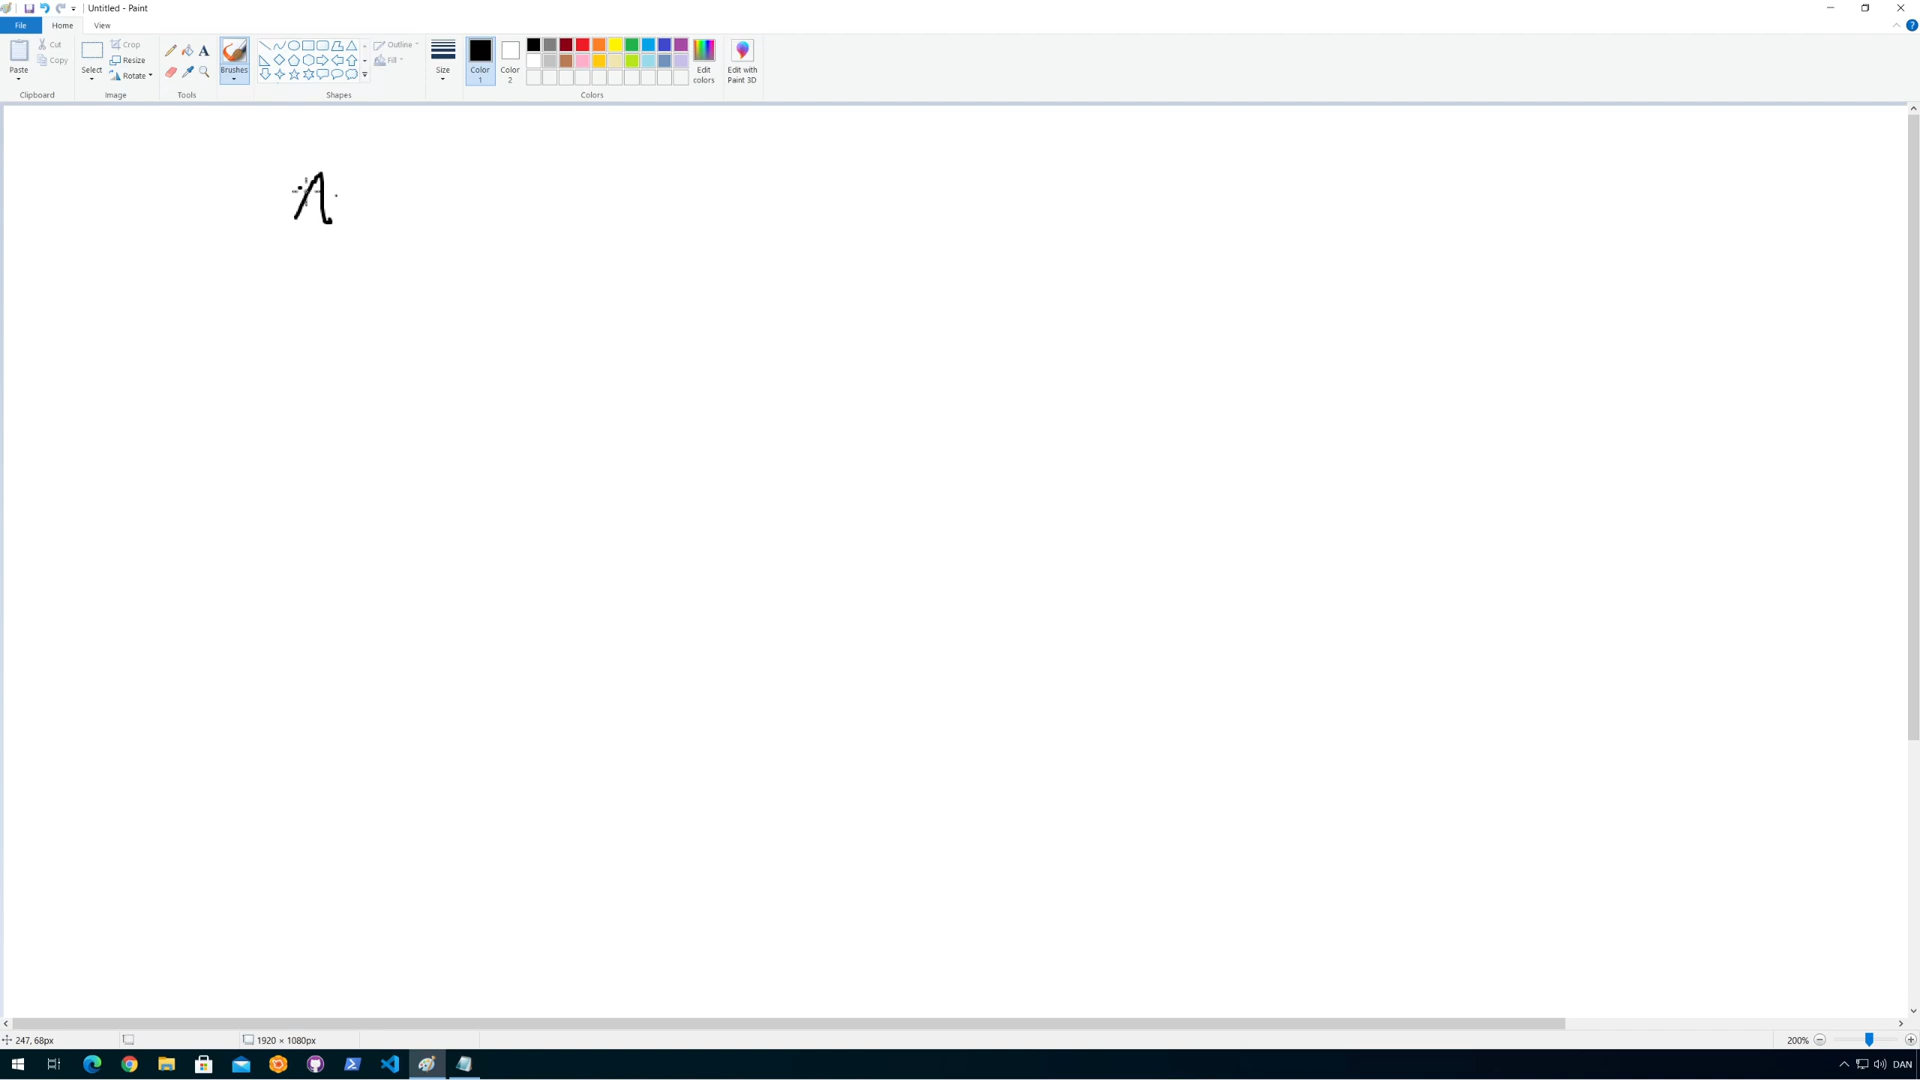 Untitled - Paint
File Home View
Paste Cut Copy Select Crop Resize Rotate Brushes Outline Fill Size Color 1 Color 2 Edit colors Edit with Paint 3D
Clipboard Image Tools Shapes Colors
247, 68px 1920 × 1080px 200%
DAN